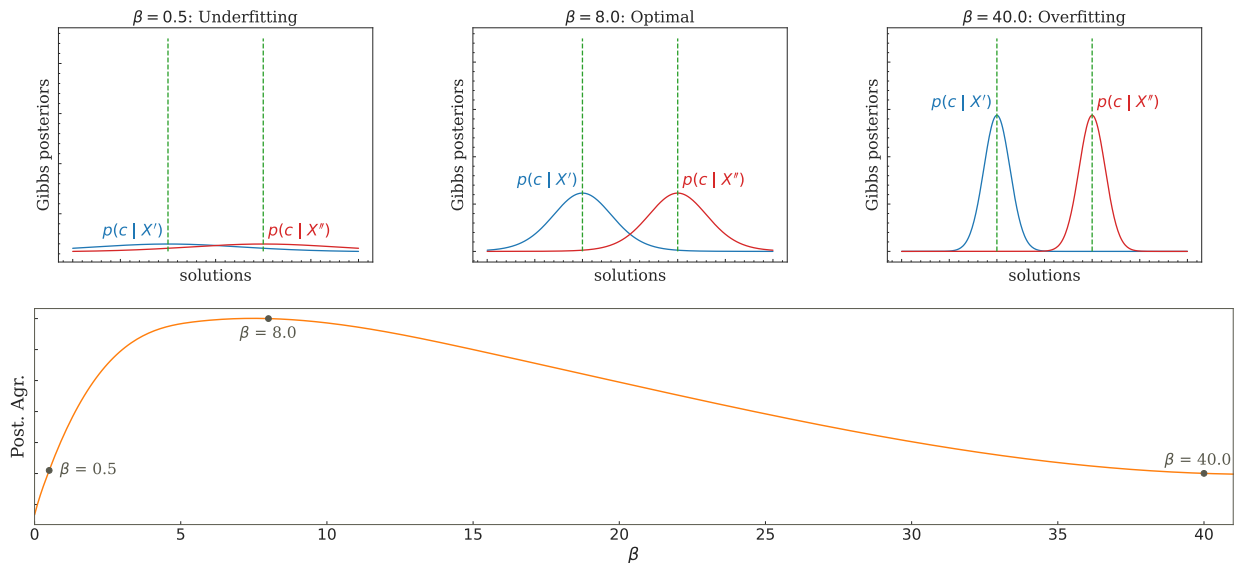 β = 0.5: Underfitting
Gibbs posteriors
p(c | X′)
p(c | X″)
solutions
β = 8.0: Optimal
Gibbs posteriors
p(c | X′)
p(c | X″)
solutions
β = 40.0: Overfitting
Gibbs posteriors
p(c | X′)
p(c | X″)
solutions
Post. Agr.
β = 0.5
β = 8.0
β = 40.0
0 5 10 15 20 25 30 35 40
β